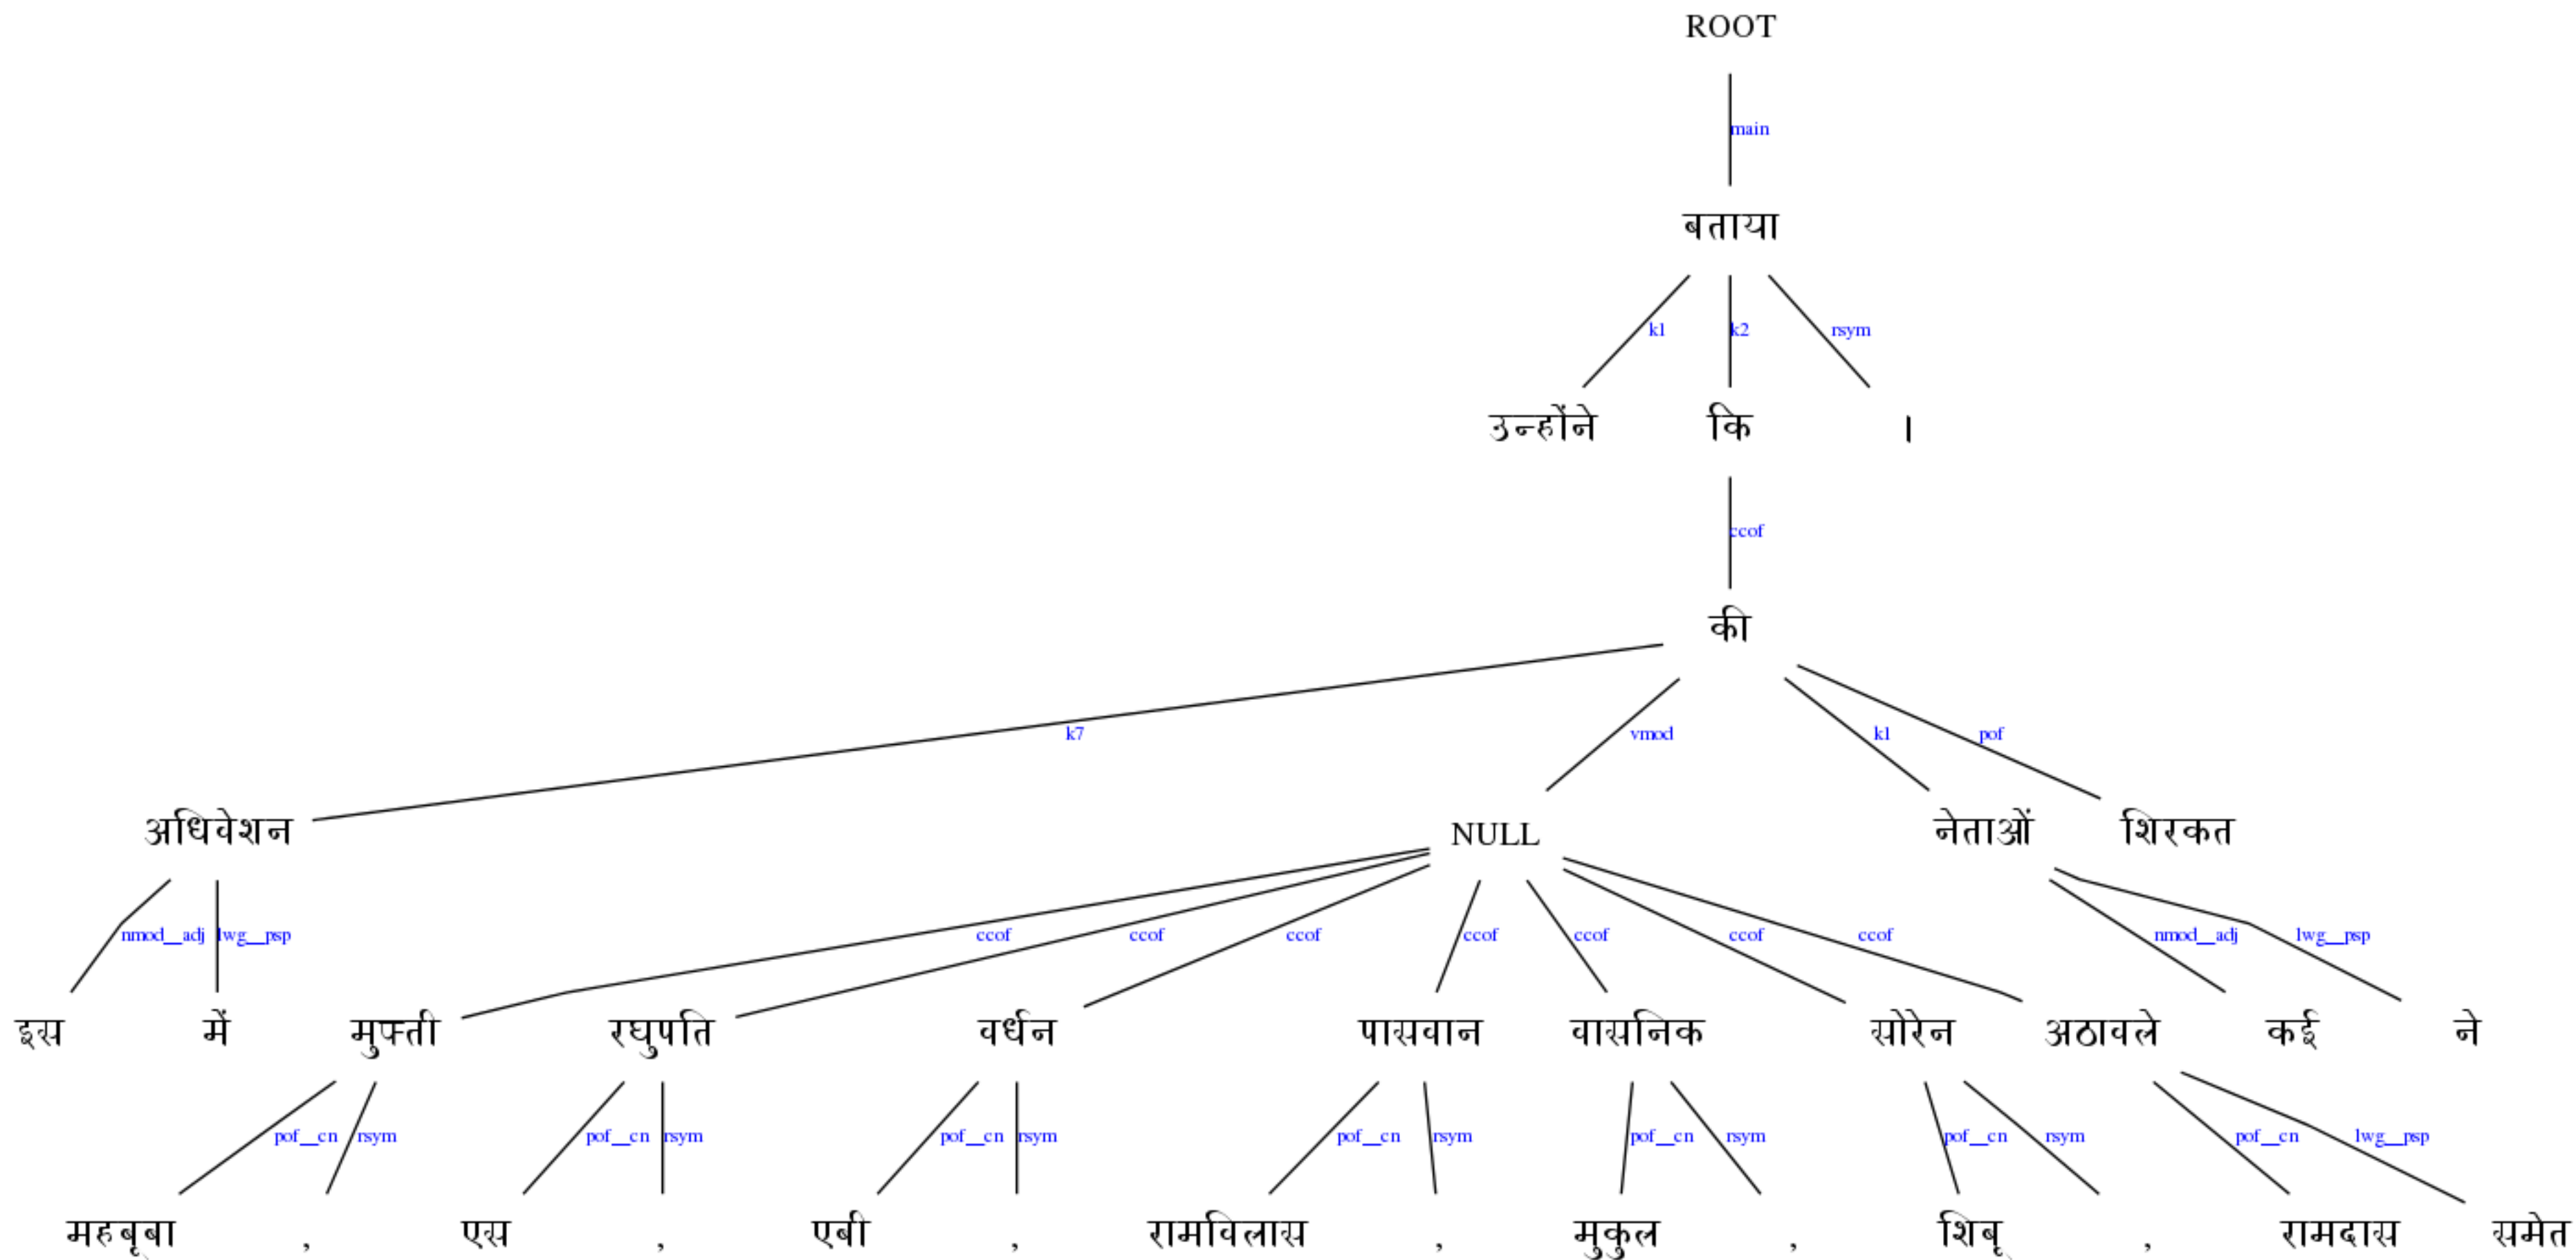 ROOT
main
बताया
k1 k2 rsym
उन्होंने कि ।
ccof
की
k7 vmod k1 pof
अधिवेशन NULL नेताओं शिरकत
nmod__adj lwg__psp ccof ccof ccof ccof ccof ccof ccof nmod__adj lwg__psp
इस में मुफ्ती रघुपति वर्धन पासवान वासनिक सोरेन अठावले कई ने
pof__cn rsym pof__cn rsym pof__cn rsym pof__cn rsym pof__cn rsym pof__cn rsym pof__cn lwg__psp
महबूबा , एस , एबी , रामविलास , मुकुल , शिबू , रामदास समेत